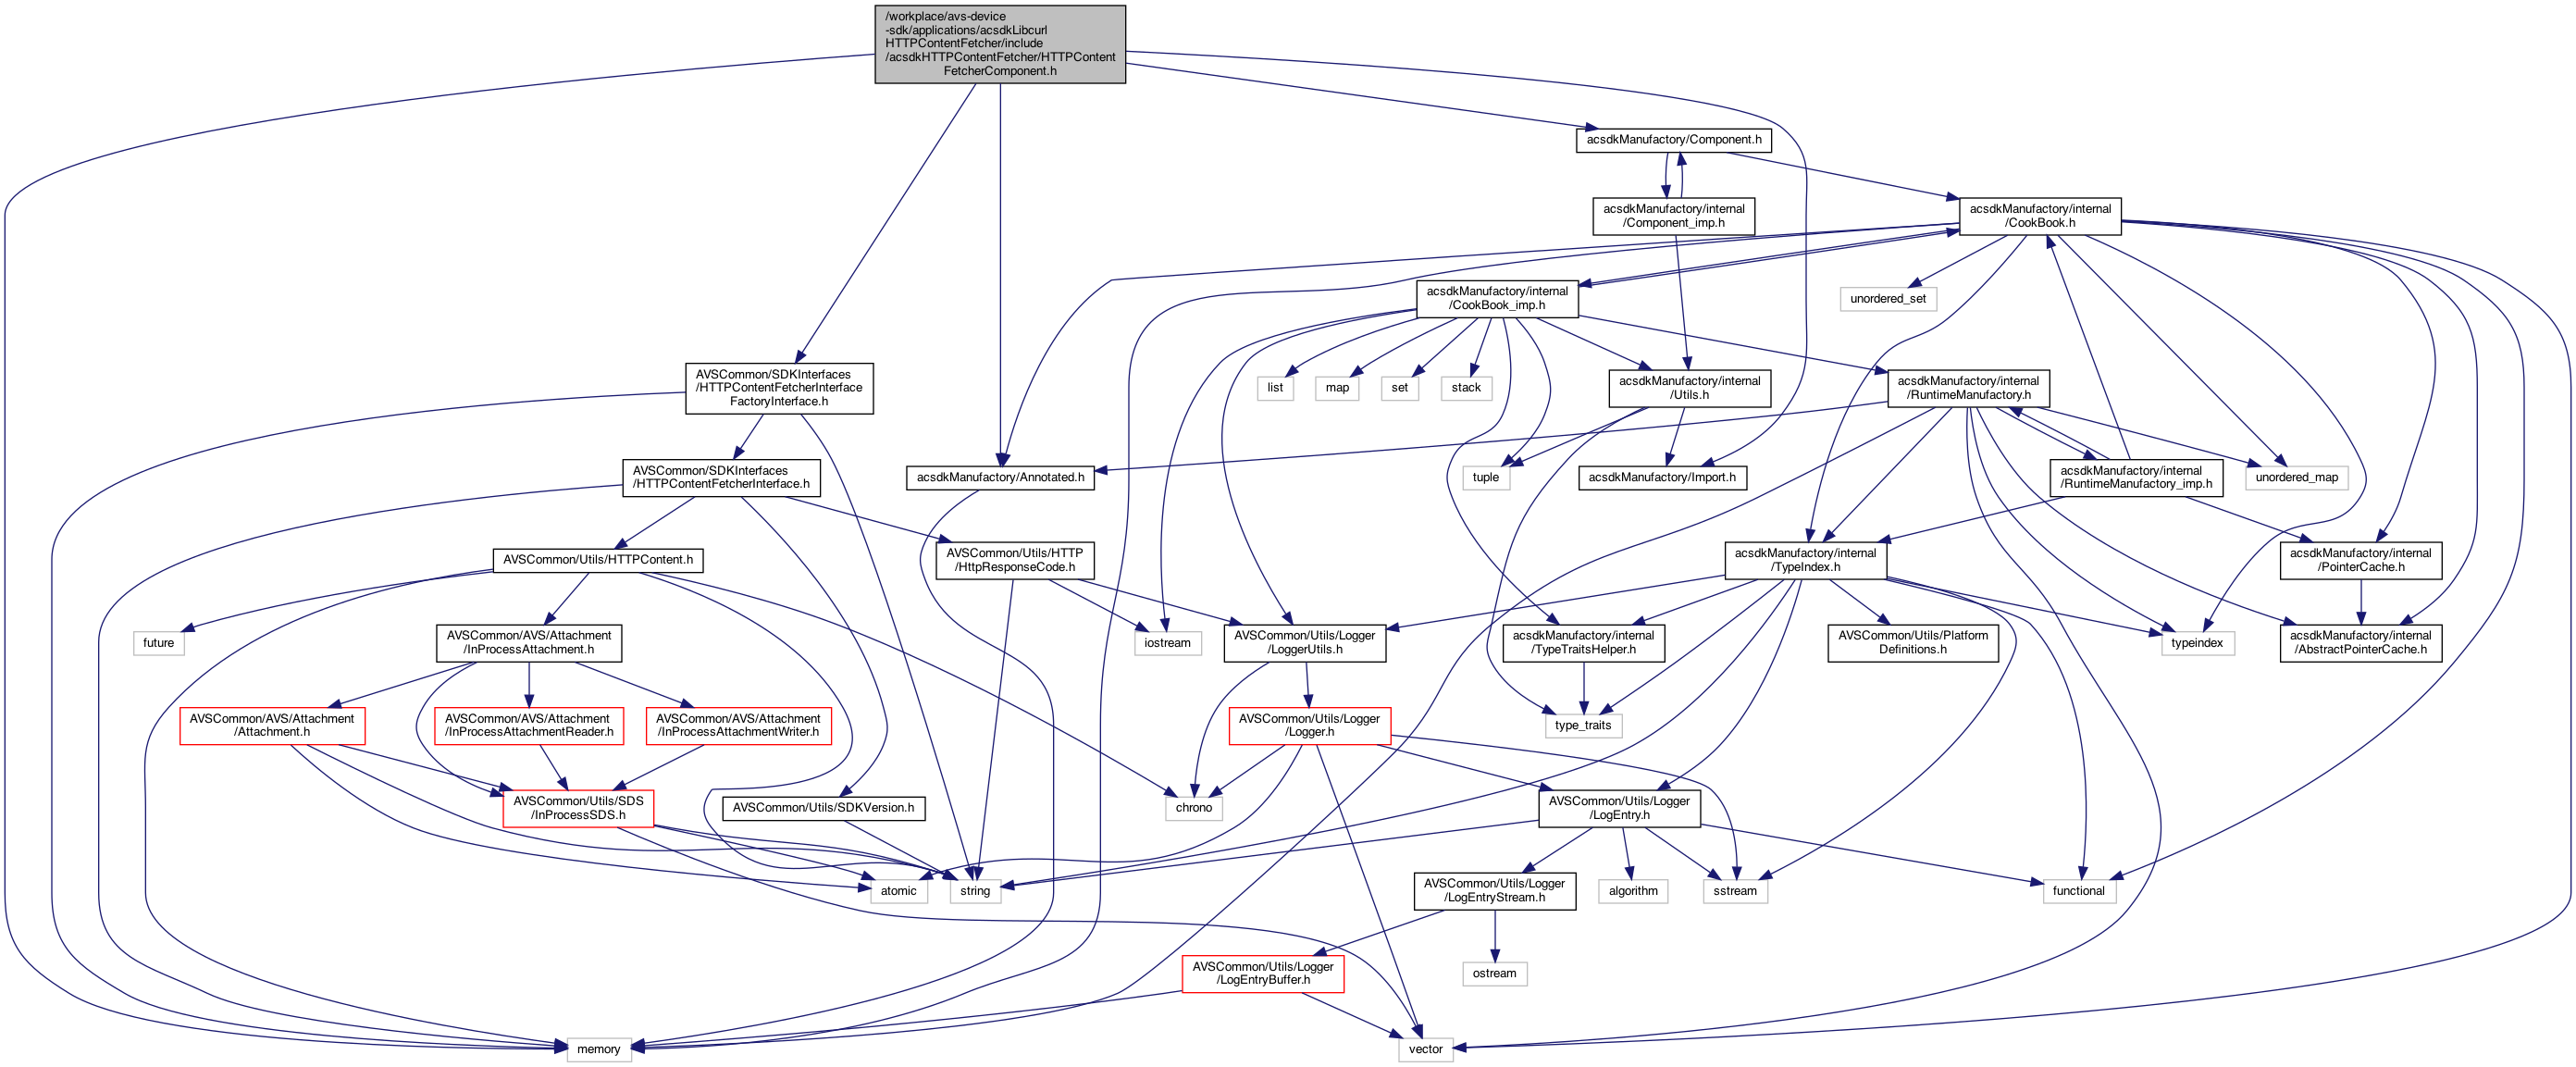 /workplace/avs-device
-sdk/applications/acsdkLibcurl
HTTPContentFetcher/include
/acsdkHTTPContentFetcher/HTTPContent
FetcherComponent.h
acsdkManufactory/Component.h
acsdkManufactory/internal
/Component_imp.h
acsdkManufactory/internal
/CookBook.h
acsdkManufactory/internal
/CookBook_imp.h
unordered_set
AVSCommon/SDKInterfaces
/HTTPContentFetcherInterface
FactoryInterface.h
list
map
set
stack
acsdkManufactory/internal
/Utils.h
acsdkManufactory/internal
/RuntimeManufactory.h
AVSCommon/SDKInterfaces
/HTTPContentFetcherInterface.h
acsdkManufactory/Annotated.h
tuple
acsdkManufactory/Import.h
acsdkManufactory/internal
/RuntimeManufactory_imp.h
unordered_map
AVSCommon/Utils/HTTPContent.h
AVSCommon/Utils/HTTP
/HttpResponseCode.h
acsdkManufactory/internal
/TypeIndex.h
acsdkManufactory/internal
/PointerCache.h
future
AVSCommon/AVS/Attachment
/InProcessAttachment.h
iostream
AVSCommon/Utils/Logger
/LoggerUtils.h
acsdkManufactory/internal
/TypeTraitsHelper.h
AVSCommon/Utils/Platform
Definitions.h
typeindex
acsdkManufactory/internal
/AbstractPointerCache.h
AVSCommon/AVS/Attachment
/Attachment.h
AVSCommon/AVS/Attachment
/InProcessAttachmentReader.h
AVSCommon/AVS/Attachment
/InProcessAttachmentWriter.h
AVSCommon/Utils/Logger
/Logger.h
type_traits
AVSCommon/Utils/SDS
/InProcessSDS.h
AVSCommon/Utils/SDKVersion.h
chrono
AVSCommon/Utils/Logger
/LogEntry.h
atomic
string
AVSCommon/Utils/Logger
/LogEntryStream.h
algorithm
sstream
functional
AVSCommon/Utils/Logger
/LogEntryBuffer.h
ostream
memory
vector